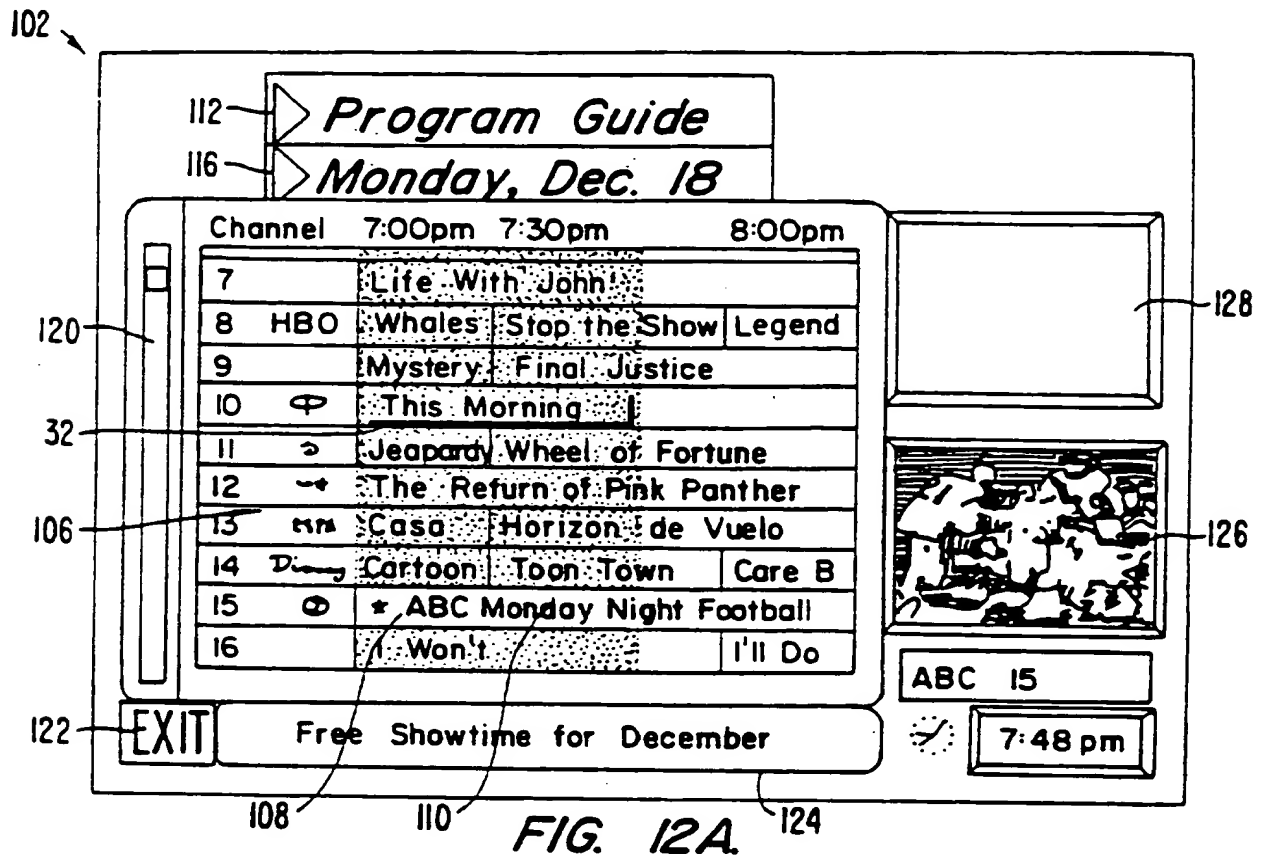 102
112
Program Guide
116
Monday, Dec. 18
Channel 7:00pm 7:30pm 8:00pm
7 Life With John
8 HBO Whales Stop the Show Legend
128
120
9 Mystery Final Justice
10 This Morning
32
11 Jeopardy Wheel of Fortune
12 The Return of Pink Panther
106
13 Casa Horizon de Vuelo
126
14 Disney Cartoon Toon Town Care B
15 * ABC Monday Night Football
16 I Won't I'll Do
ABC 15
122
EXIT
Free Showtime for December
7:48 pm
108
110
124
FIG. 12A.